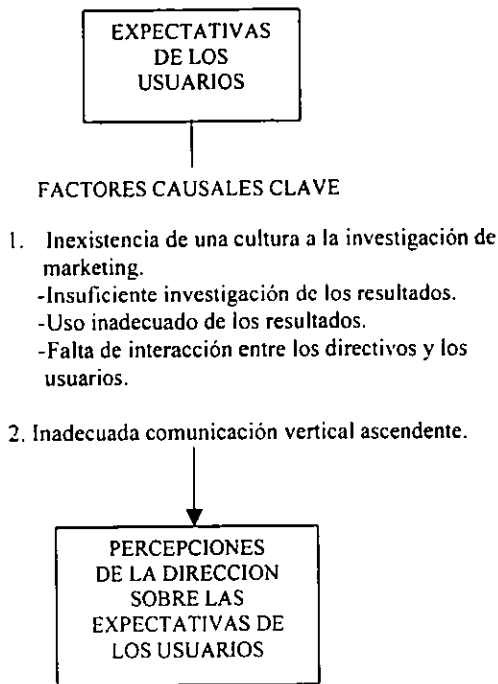 EXPECTATIVAS
DE LOS
USUARIOS
FACTORES CAUSALES CLAVE
1. Inexistencia de una cultura a la investigación de
marketing.
-Insuficiente investigación de los resultados.
-Uso inadecuado de los resultados.
-Falta de interacción entre los directivos y los
usuarios.
2. Inadecuada comunicación vertical ascendente.
PERCEPCIONES
DE LA DIRECCION
SOBRE LAS
EXPECTATIVAS DE
LOS USUARIOS